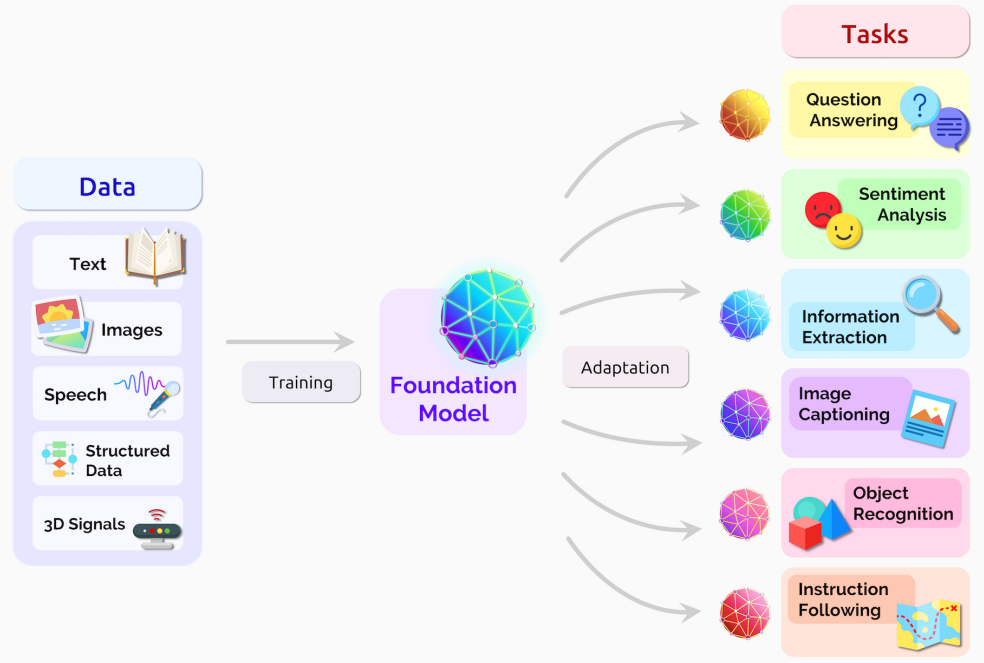 Data
Text
Images
Speech
Structured
Data
3D Signals
Training
Foundation
Model
Adaptation
Tasks
Question
Answering
?
Sentiment
Analysis
Information
Extraction
Image
Captioning
Object
Recognition
Instruction
Following